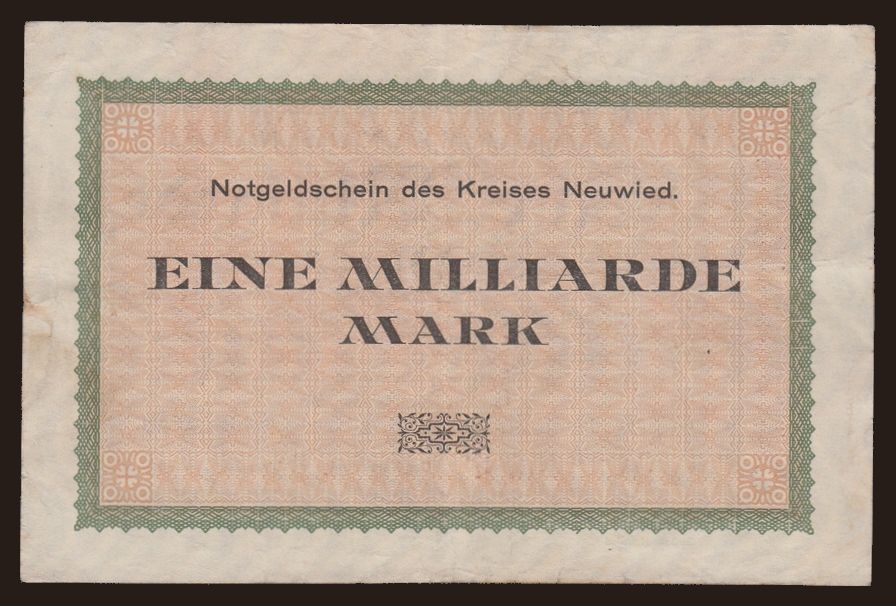 Notgeldschein des Kreises Neuwied.
EINE MILLIARDE
MARK